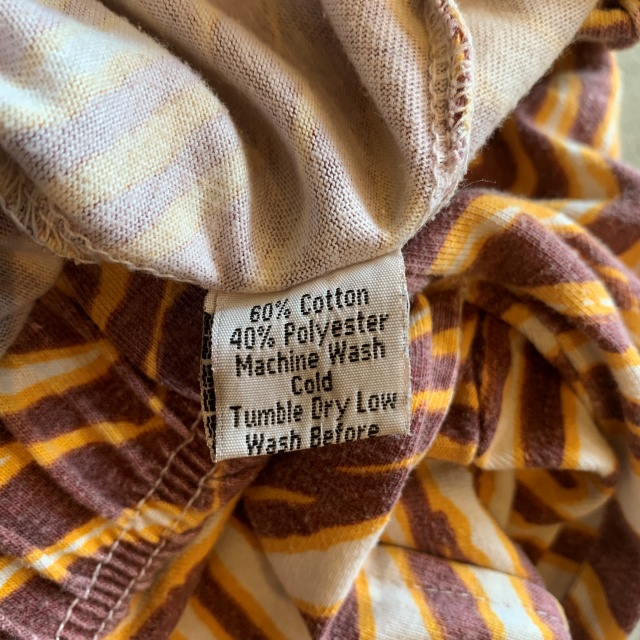 60% Cotton
40% Polyester
Machine Wash
Cold
Tumble Dry Low
Wash Before